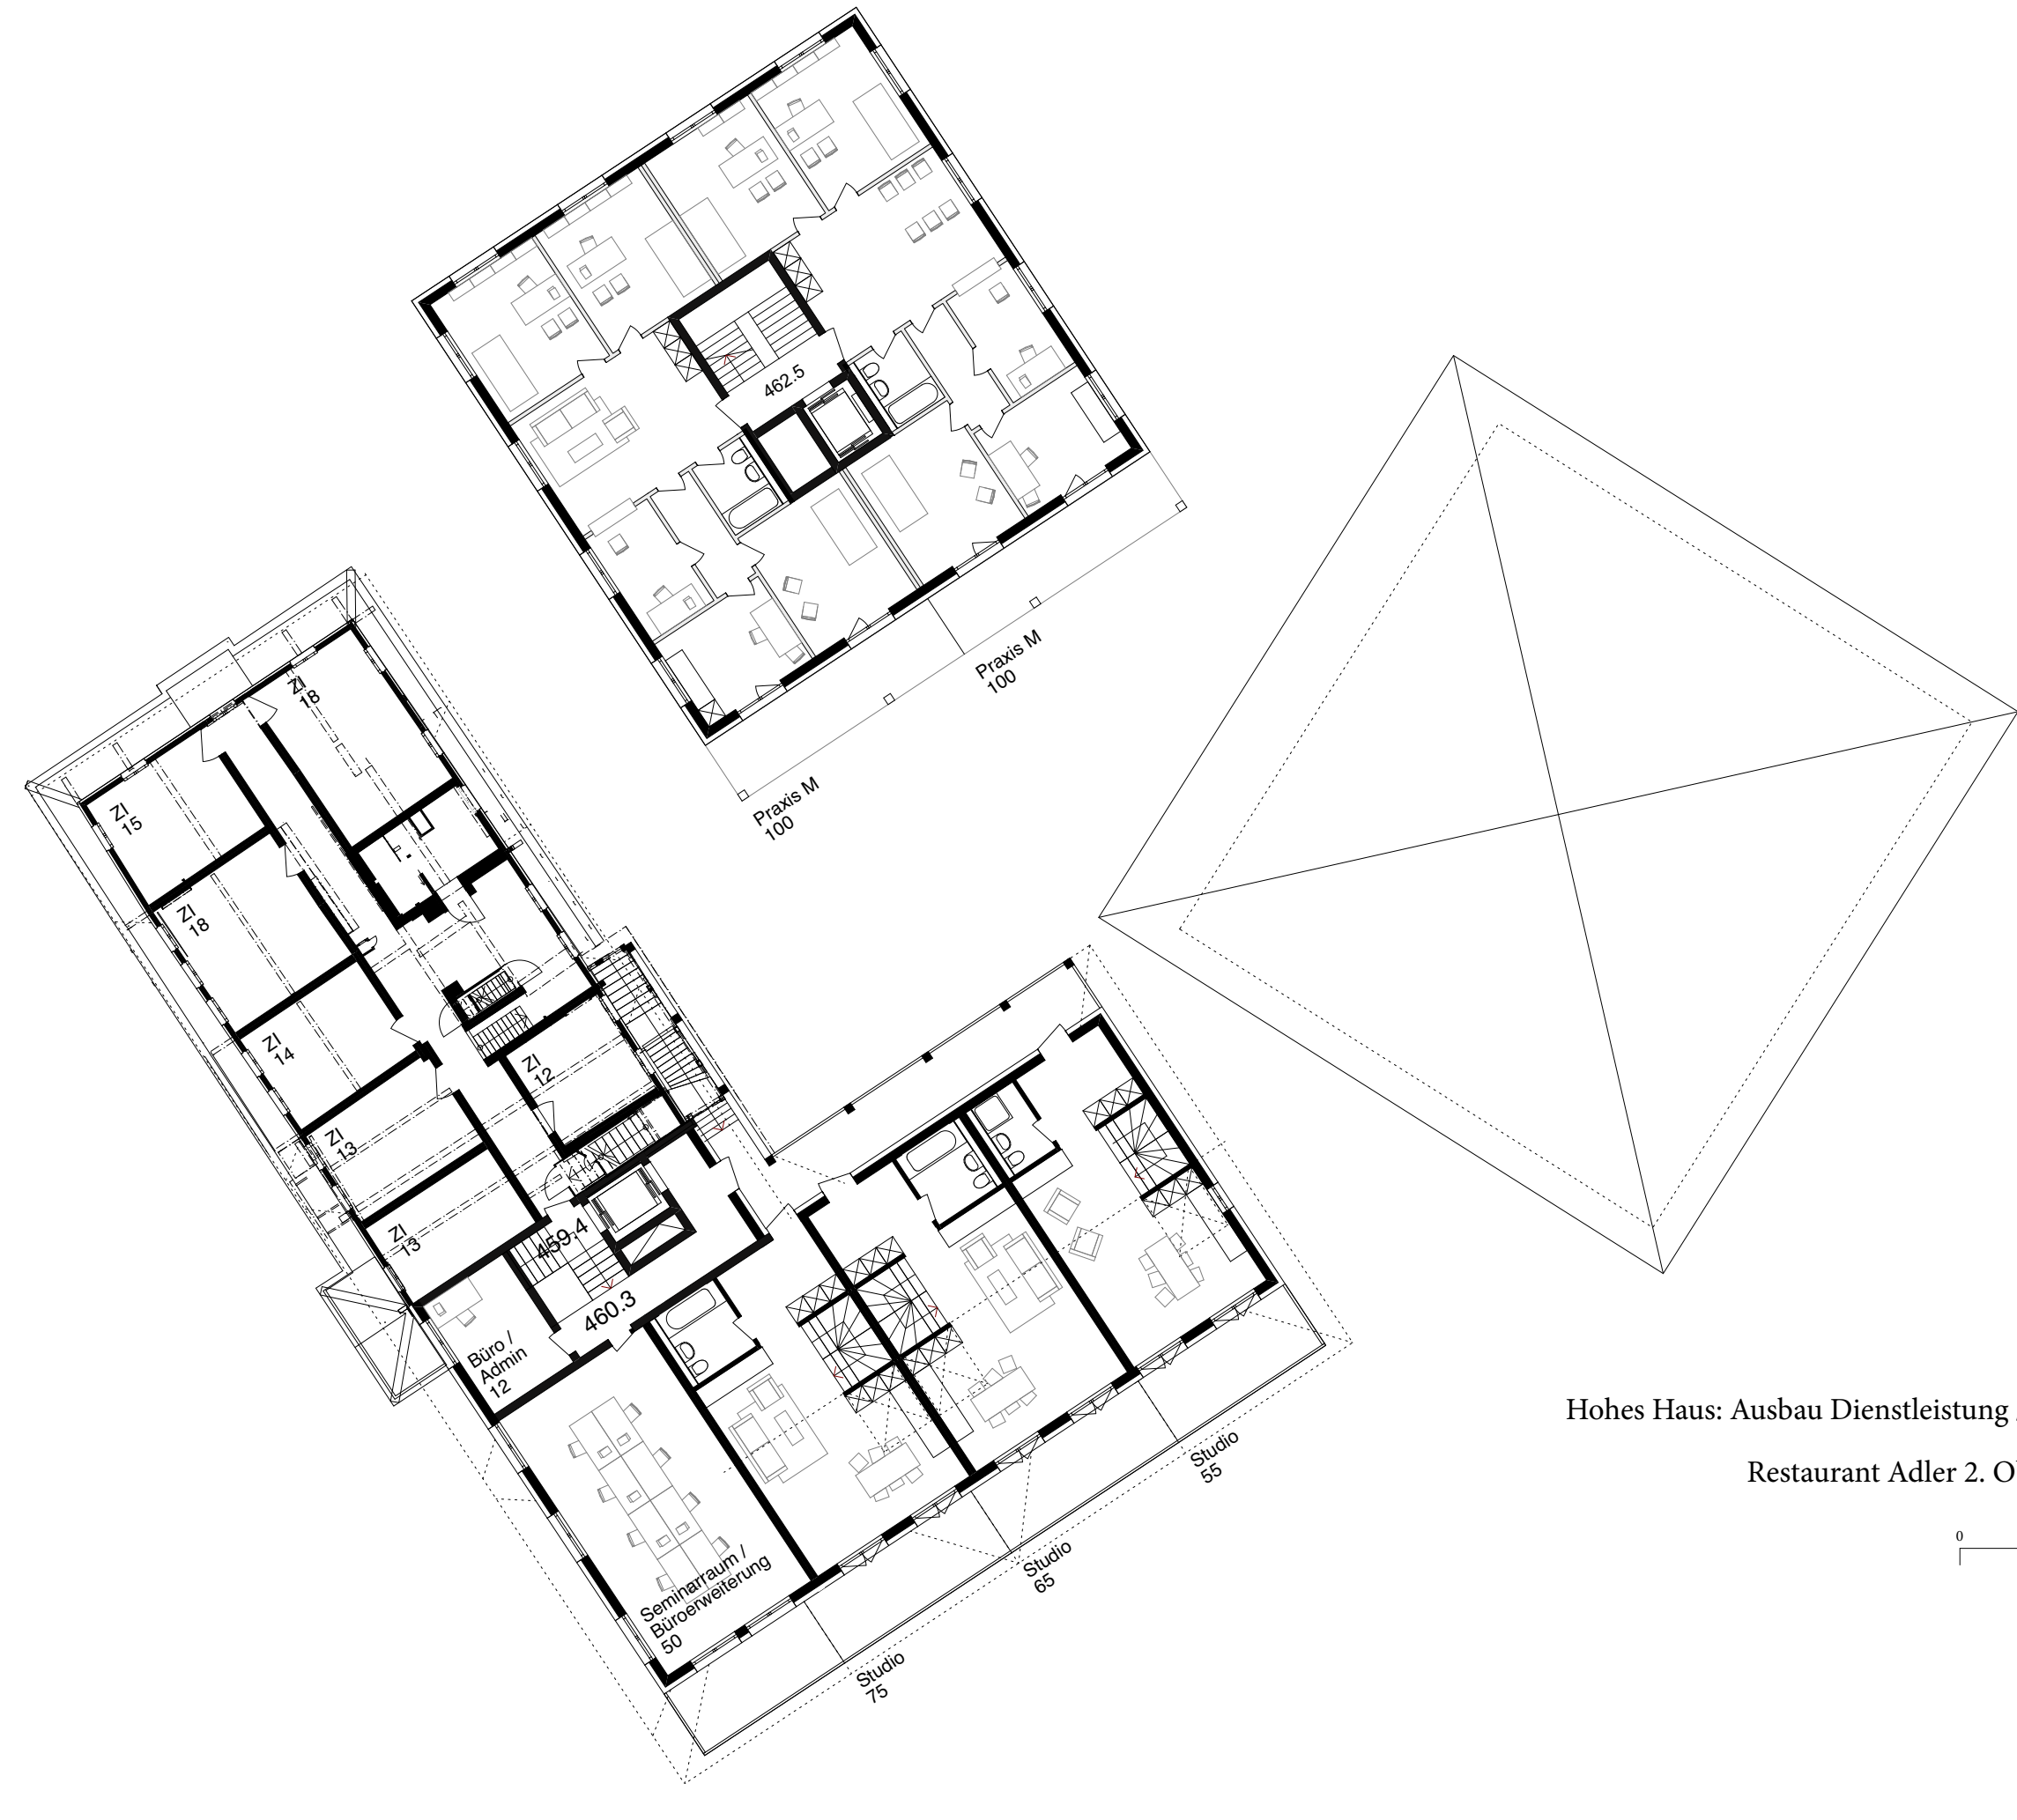 462.5
Praxis M
100
Praxis M
100
ZI
18
ZI
15
ZI
18
ZI
14
ZI
12
ZI
13
ZI
13
459.4
460.3
Büro /
Admin
12
Seminarraum /
Büroerweiterung
50
Studio
55
Studio
65
Studio
75
Hohes Haus: Ausbau Dienstleistung
Restaurant Adler 2.
0